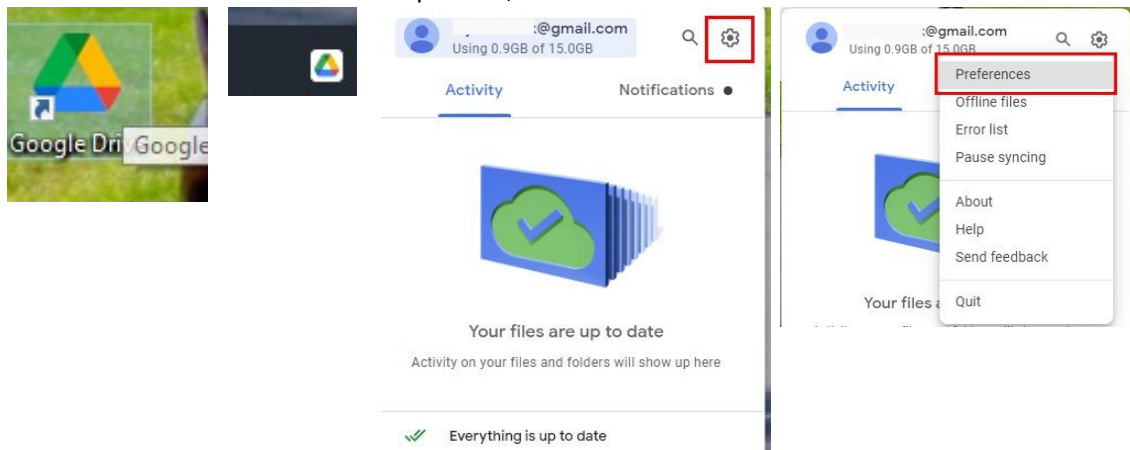 Google Dri Google
@gmail.com
Using 0.9GB of 15.0GB
Activity
Notifications
Your files are up to date
Activity on your files and folders will show up here
Everything is up to date
:@gmail.com
Using 0.9GB of 15.0GB
Activity
Preferences
Offline files
Error list
Pause syncing
About
Help
Send feedback
Your files a
Quit